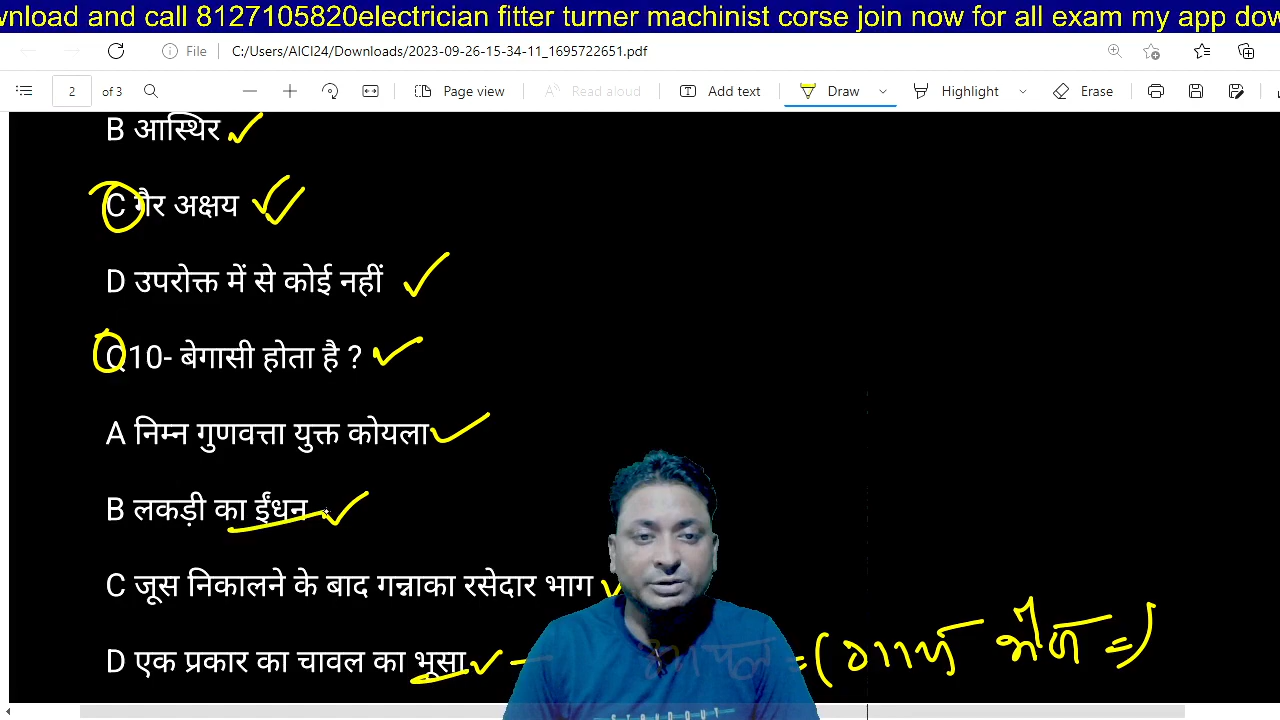 wnload and call 8127105820electrician fitter turner machinist corse join now for all exam my app dow
File C:/Users/AICI24/Downloads/2023-09-26-15-34-11_1695722651.pdf
2 of 3 Page view Read aloud Add text Draw Highlight Erase
B आस्थिर
C गैर अक्षय
D उपरोक्त में से कोई नहीं
Q10- बेगासी होता है ?
A निम्न गुणवत्ता युक्त कोयला
B लकड़ी का ईंधन
C जूस निकालने के बाद गन्नाका रसेदार भाग
D एक प्रकार का चावल का भूसा
STANDOUT